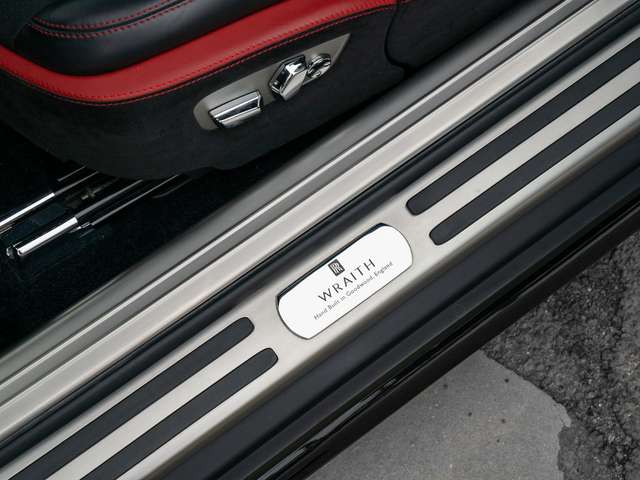 RR
WRAITH
Hand Built in Goodwood, England